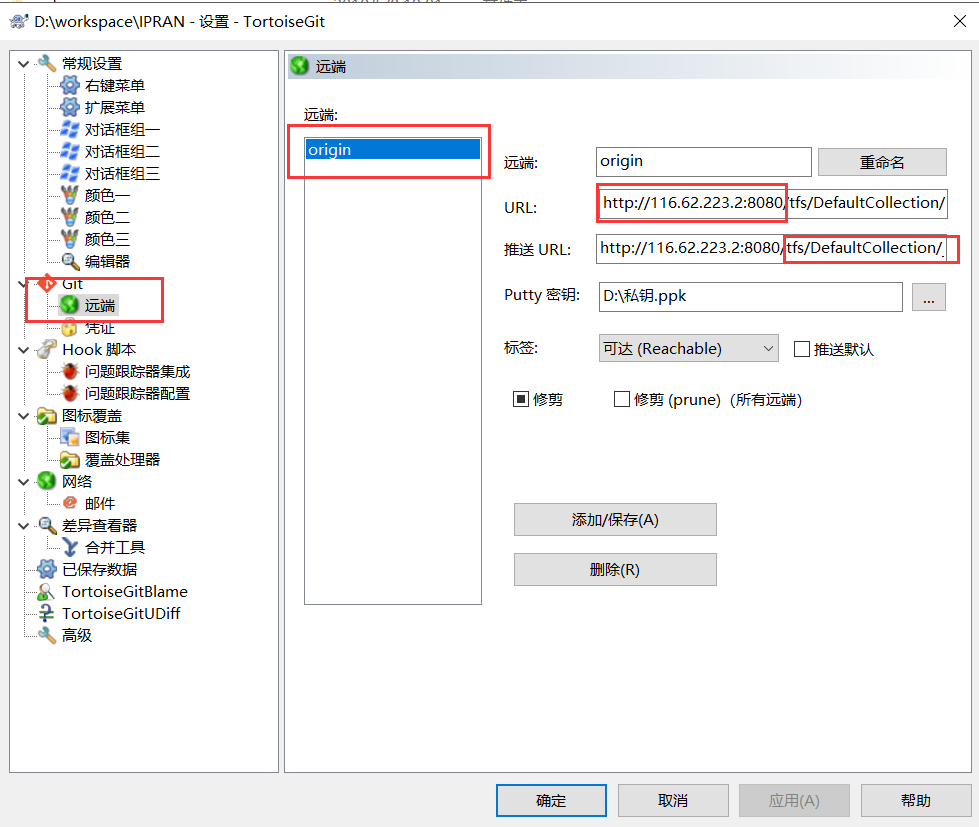 D:\workspace\IPRAN - 设置 - TortoiseGit
常规设置
右键菜单
扩展菜单
对话框组一
对话框组二
对话框组三
颜色一
颜色二
颜色三
编辑器
Git
远端
凭证
Hook 脚本
问题跟踪器集成
问题跟踪器配置
图标覆盖
图标集
覆盖处理器
网络
邮件
差异查看器
合并工具
已保存数据
TortoiseGitBlame
TortoiseGitUDiff
高级
远端
远端:
origin
远端:
origin
重命名
URL:
http://116.62.223.2:8080/tfs/DefaultCollection/
推送 URL:
http://116.62.223.2:8080/tfs/DefaultCollection/
Putty 密钥:
D:\私钥.ppk
...
标签:
可达 (Reachable)
推送默认
修剪
修剪 (prune) (所有远端)
添加/保存(A)
删除(R)
确定
取消
应用(A)
帮助